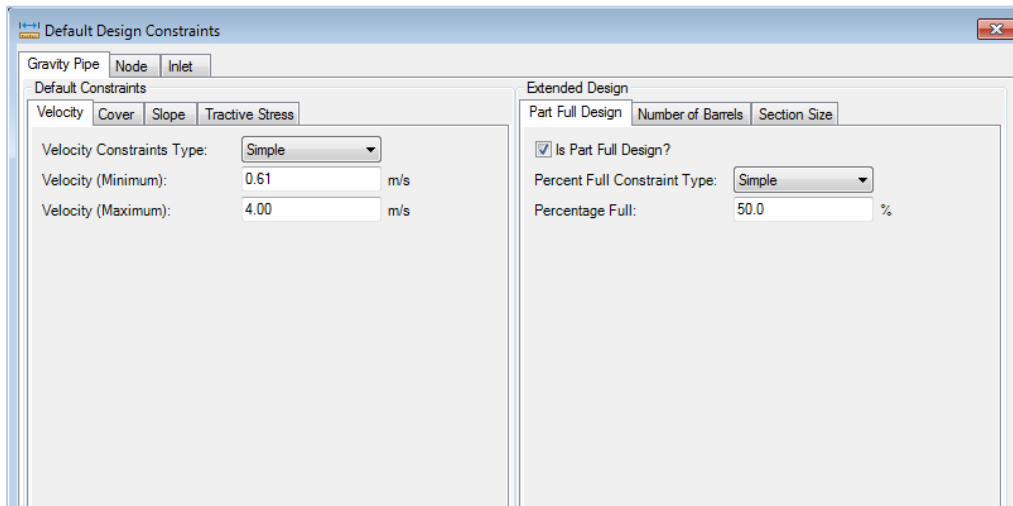 Default Design Constraints
Gravity Pipe Node Inlet
Default Constraints
Velocity Cover Slope Tractive Stress
Velocity Constraints Type: Simple
Velocity (Minimum): 0.61 m/s
Velocity (Maximum): 4.00 m/s
Extended Design
Part Full Design Number of Barrels Section Size
Is Part Full Design?
Percent Full Constraint Type: Simple
Percentage Full: 50.0 %